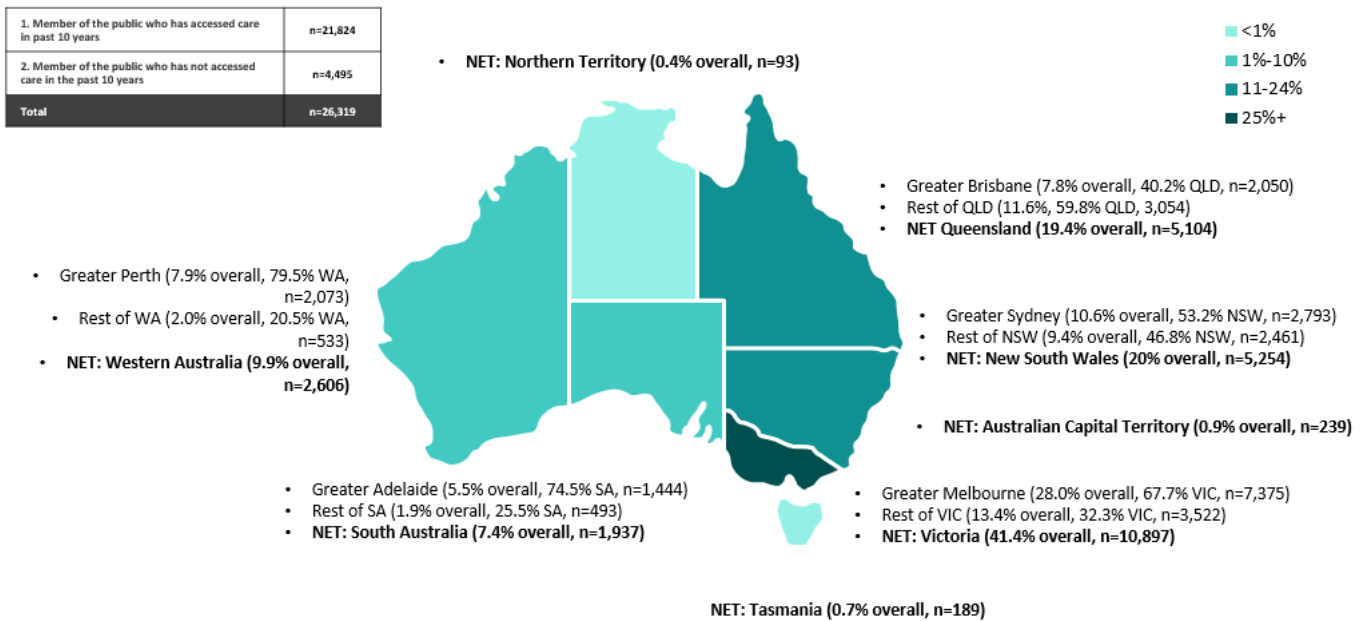 1. Member of the public who has accessed care
in past 10 years
n=21,824
2. Member of the public who has not accessed
care in the past 10 years
n=4,495
Total
n=26,319
• NET: Northern Territory (0.4% overall, n=93)
<1%
1%-10%
11-24%
25%+
• Greater Brisbane (7.8% overall, 40.2% QLD, n=2,050)
• Rest of QLD (11.6%, 59.8% QLD, 3,054)
• NET Queensland (19.4% overall, n=5,104)
• Greater Perth (7.9% overall, 79.5% WA,
n=2,073)
• Rest of WA (2.0% overall, 20.5% WA,
n=533)
• NET: Western Australia (9.9% overall,
n=2,606)
• Greater Sydney (10.6% overall, 53.2% NSW, n=2,793)
• Rest of NSW (9.4% overall, 46.8% NSW, n=2,461)
• NET: New South Wales (20% overall, n=5,254)
• NET: Australian Capital Territory (0.9% overall, n=239)
• Greater Adelaide (5.5% overall, 74.5% SA, n=1,444)
• Rest of SA (1.9% overall, 25.5% SA, n=493)
• NET: South Australia (7.4% overall, n=1,937)
• Greater Melbourne (28.0% overall, 67.7% VIC, n=7,375)
• Rest of VIC (13.4% overall, 32.3% VIC, n=3,522)
• NET: Victoria (41.4% overall, n=10,897)
NET: Tasmania (0.7% overall, n=189)